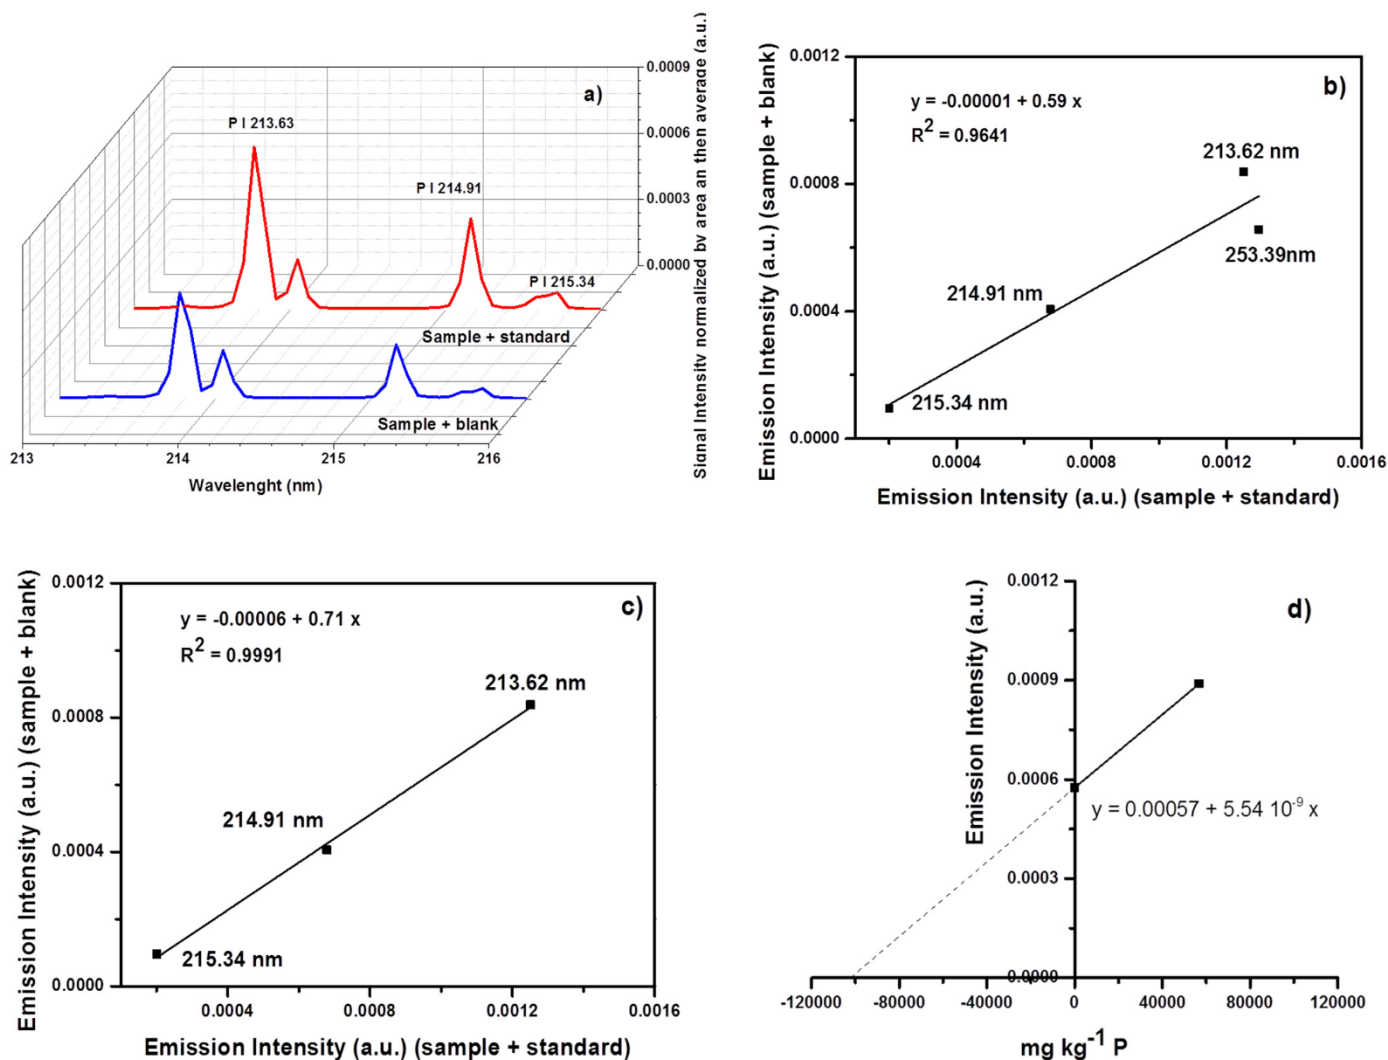 a)
Signal Intensity normalized by area an then average (a.u.)
0.0009
0.0006
0.0003
0.0000
P I 213.63
P I 214.91
P I 215.34
Sample + standard
Sample + blank
213
214
215
216
Wavelenght (nm)
b)
Emission Intensity (a.u.) (sample + blank)
0.0012
0.0008
0.0004
0.0000
y = -0.00001 + 0.59 x
R² = 0.9641
213.62 nm
253.39nm
214.91 nm
215.34 nm
0.0004
0.0008
0.0012
0.0016
Emission Intensity (a.u.) (sample + standard)
c)
Emission Intensity (a.u.) (sample + blank)
0.0012
0.0008
0.0004
0.0000
y = -0.00006 + 0.71 x
R² = 0.9991
213.62 nm
214.91 nm
215.34 nm
0.0004
0.0008
0.0012
0.0016
Emission Intensity (a.u.) (sample + standard)
d)
Emission Intensity (a.u.)
0.0012
0.0009
0.0006
0.0003
0.0000
y = 0.00057 + 5.54 10⁻⁹ x
-120000
-80000
-40000
0
40000
80000
120000
mg kg⁻¹ P